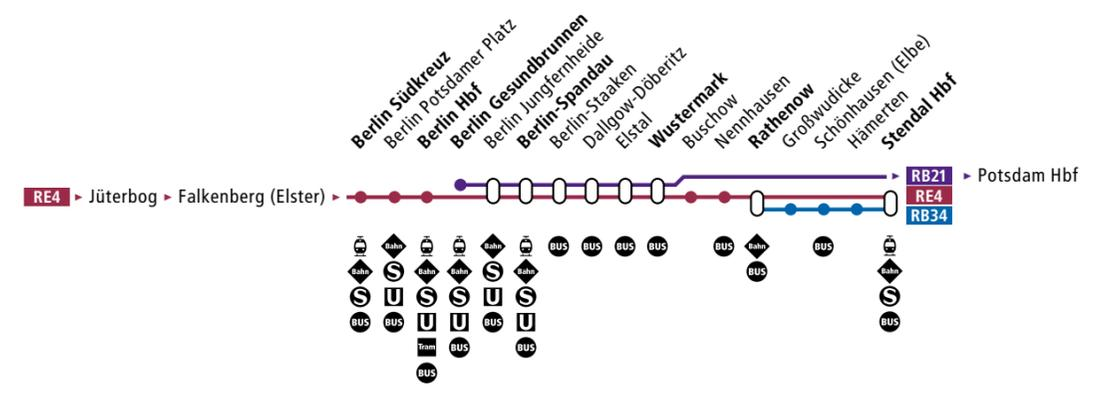 Berlin Südkreuz
Berlin Potsdamer Platz
Berlin Hbf
Berlin Gesundbrunnen
Berlin Jungfernheide
Berlin-Spandau
Berlin-Staaken
Dallgow-Döberitz
Elstal
Wustermark
Buschow
Nennhausen
Rathenow
Großwudicke
Schönhausen (Elbe)
Hämerten
Stendal Hbf
RB21 Potsdam Hbf
RE4 Jüterbog Falkenberg (Elster) RE4
RB34
Bahn BUS BUS BUS BUS BUS Bahn BUS
Bahn S Bahn Bahn S Bahn BUS Bahn
S U S S U S S
BUS BUS U U BUS U BUS
Tram BUS BUS
BUS